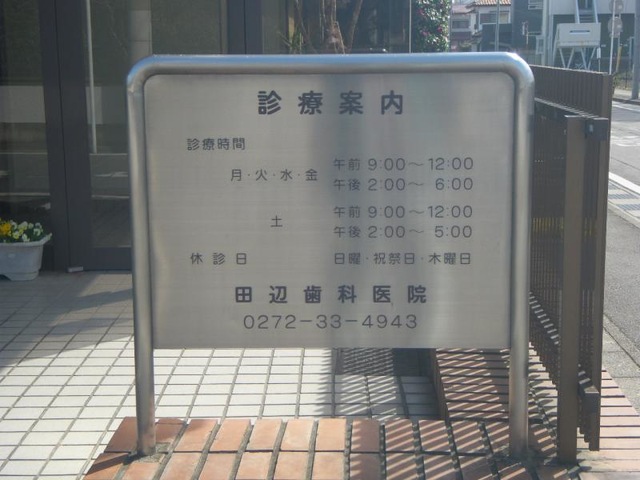 診療案内
診療時間
月・火・水・金 午前 9:00～12:00
午後 2:00～ 6:00
土 午前 9:00～12:00
午後 2:00～ 5:00
休診日 日曜・祝祭日・木曜日
田辺歯科医院
0272-33-4943